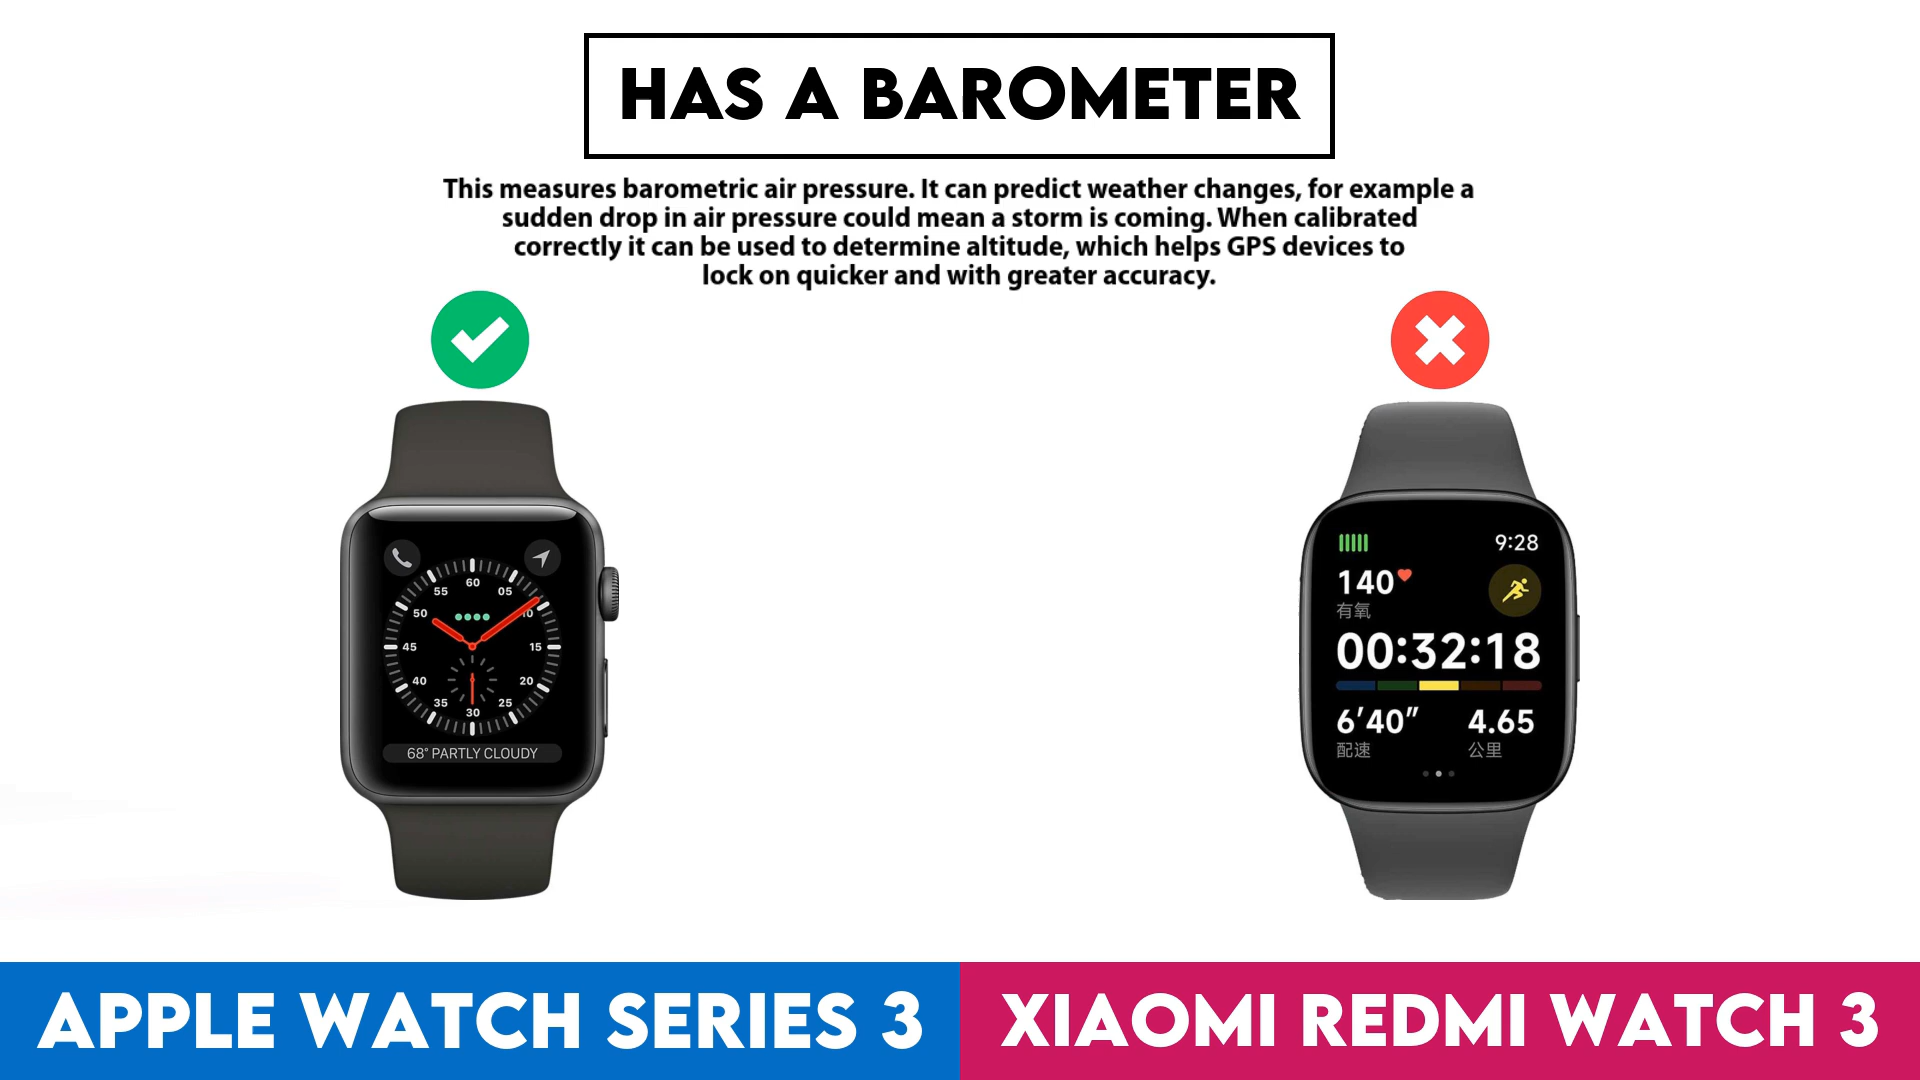 HAS A BAROMETER
This measures barometric air pressure. It can predict weather changes, for example a
sudden drop in air pressure could mean a storm is coming. When calibrated
correctly it can be used to determine altitude, which helps GPS devices to
lock on quicker and with greater accuracy.
60
55
05
50
10
45
15
40
20
35
25
30
68° PARTLY CLOUDY
9:28
140
有氧
00:32:18
6'40" 4.65
配速 公里
APPLE WATCH SERIES 3
XIAOMI REDMI WATCH 3